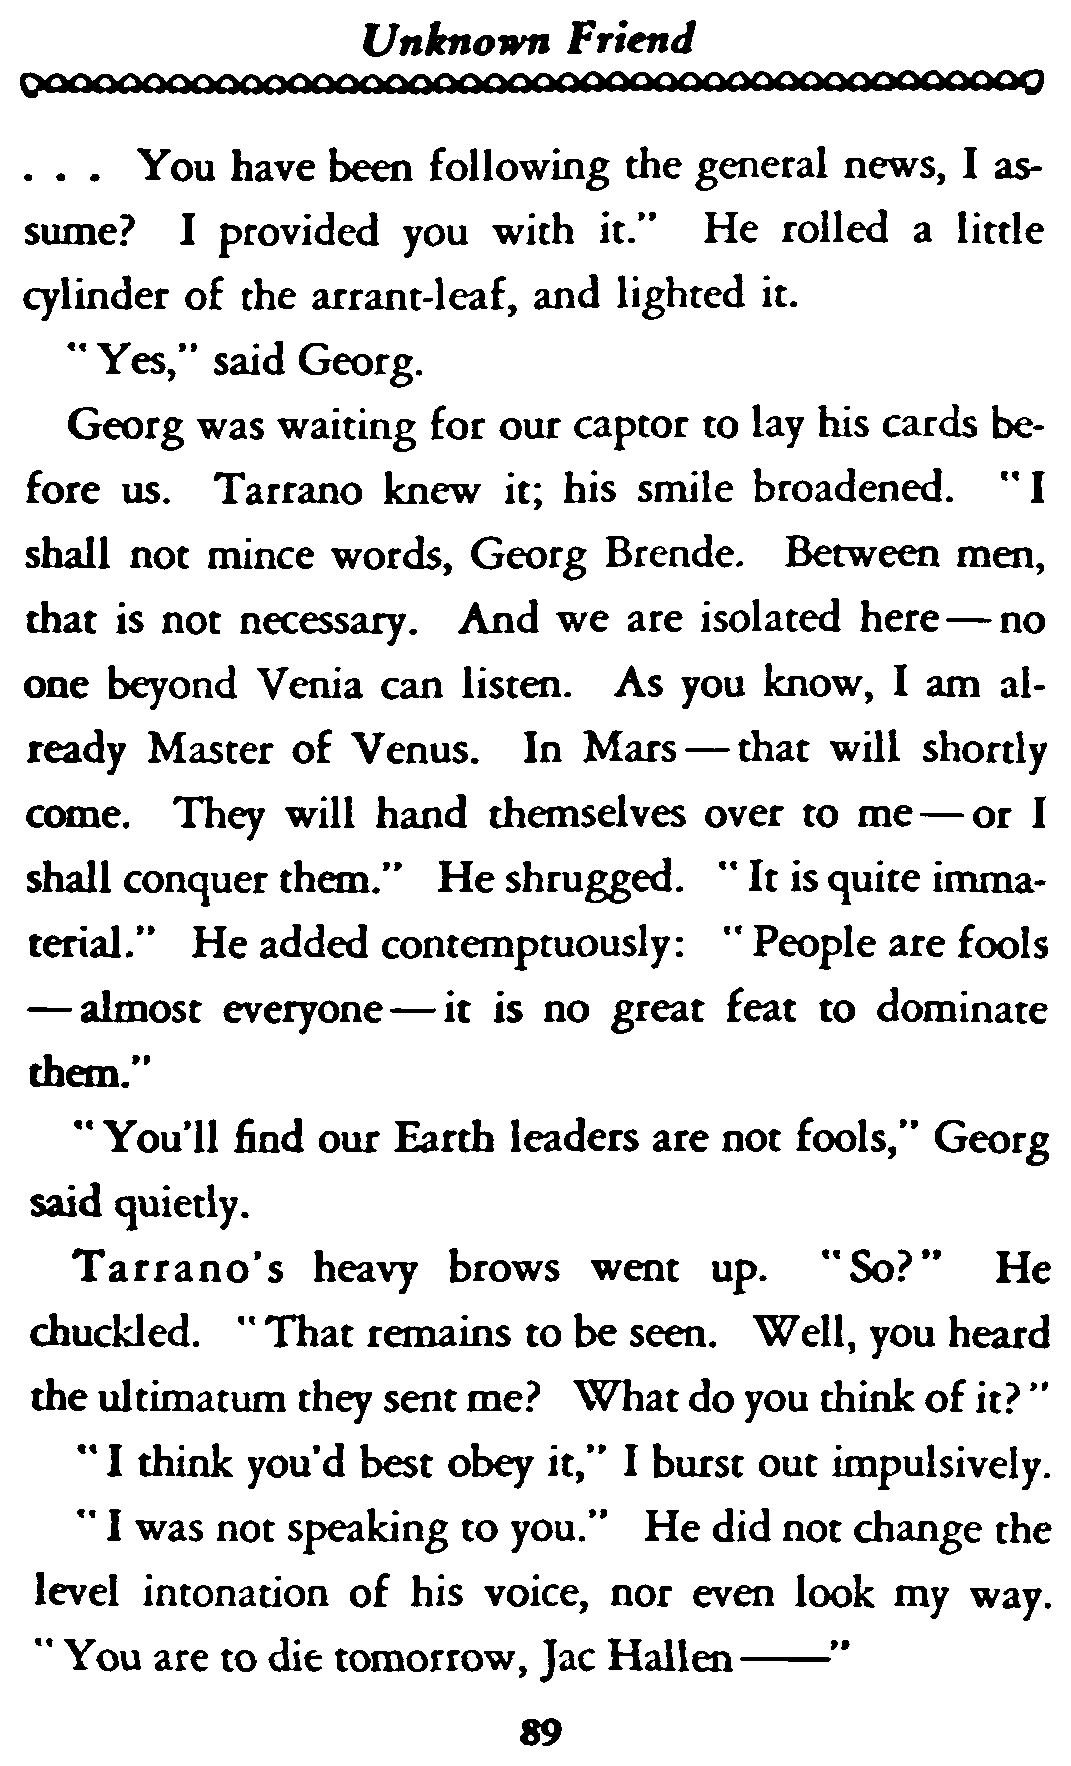 Unknown Friend
. . . You have been following the general news, I as-
sume? I provided you with it.” He rolled a little
cylinder of the arrant-leaf, and lighted it.
“Yes,” said Georg.
Georg was waiting for our captor to lay his cards be-
fore us. Tarrano knew it; his smile broadened. “I
shall not mince words, Georg Brende. Between men,
that is not necessary. And we are isolated here—no
one beyond Venia can listen. As you know, I am al-
ready Master of Venus. In Mars—that will shortly
come. They will hand themselves over to me—or I
shall conquer them.” He shrugged. “It is quite imma-
terial.” He added contemptuously: “People are fools
—almost everyone—it is no great feat to dominate
them.”
“You'll find our Earth leaders are not fools,” Georg
said quietly.
Tarrano's heavy brows went up. “So?” He
chuckled. “That remains to be seen. Well, you heard
the ultimatum they sent me? What do you think of it?”
“I think you'd best obey it,” I burst out impulsively.
“I was not speaking to you.” He did not change the
level intonation of his voice, nor even look my way.
“You are to die tomorrow, Jac Hallen——”
89